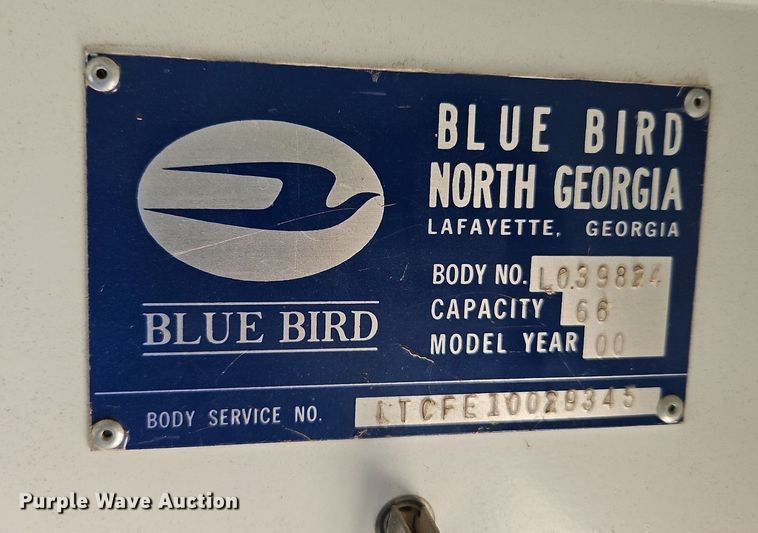 BLUE BIRD
BLUE BIRD
NORTH GEORGIA
LAFAYETTE, GEORGIA
BODY NO. L039824
CAPACITY 66
MODEL YEAR 00
BODY SERVICE NO. LTCFE10029345
Purple Wave Auction